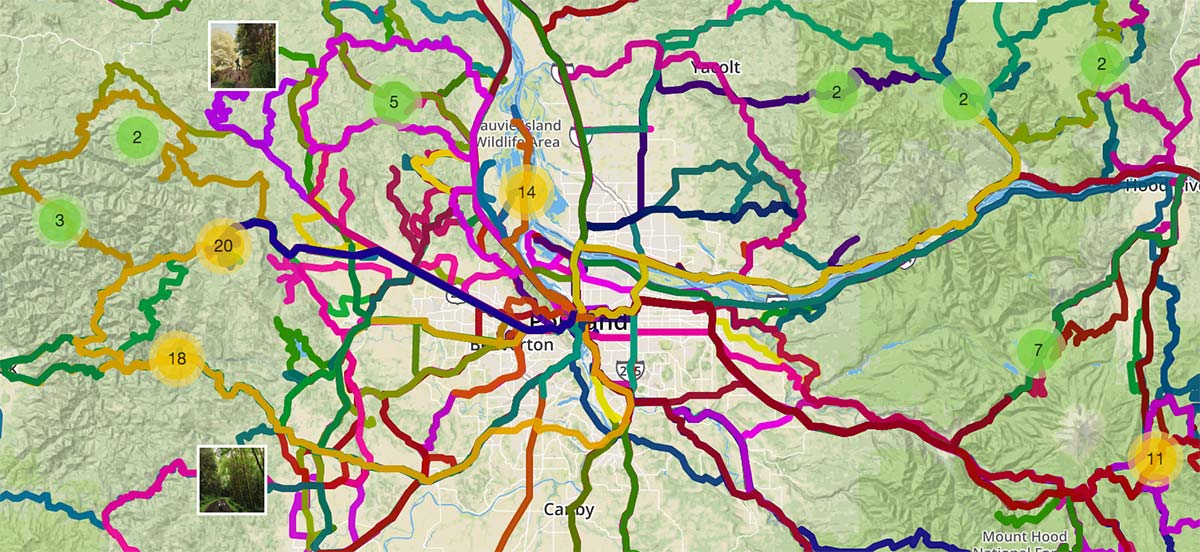 2
2
2
5
Yacolt
auvie Island
Wildlife Area
2
14
3
20
Portland
Beaverton
18
205
7
11
Canby
Mount Hood